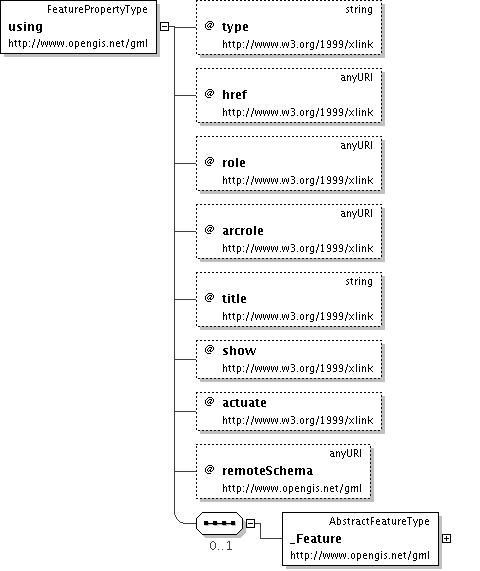 FeaturePropertyType
using
http://www.opengis.net/gml
string
@ type
http://www.w3.org/1999/xlink
anyURI
@ href
http://www.w3.org/1999/xlink
anyURI
@ role
http://www.w3.org/1999/xlink
anyURI
@ arcrole
http://www.w3.org/1999/xlink
string
@ title
http://www.w3.org/1999/xlink
@ show
http://www.w3.org/1999/xlink
@ actuate
http://www.w3.org/1999/xlink
anyURI
@ remoteSchema
http://www.opengis.net/gml
0..1
AbstractFeatureType
_Feature
http://www.opengis.net/gml